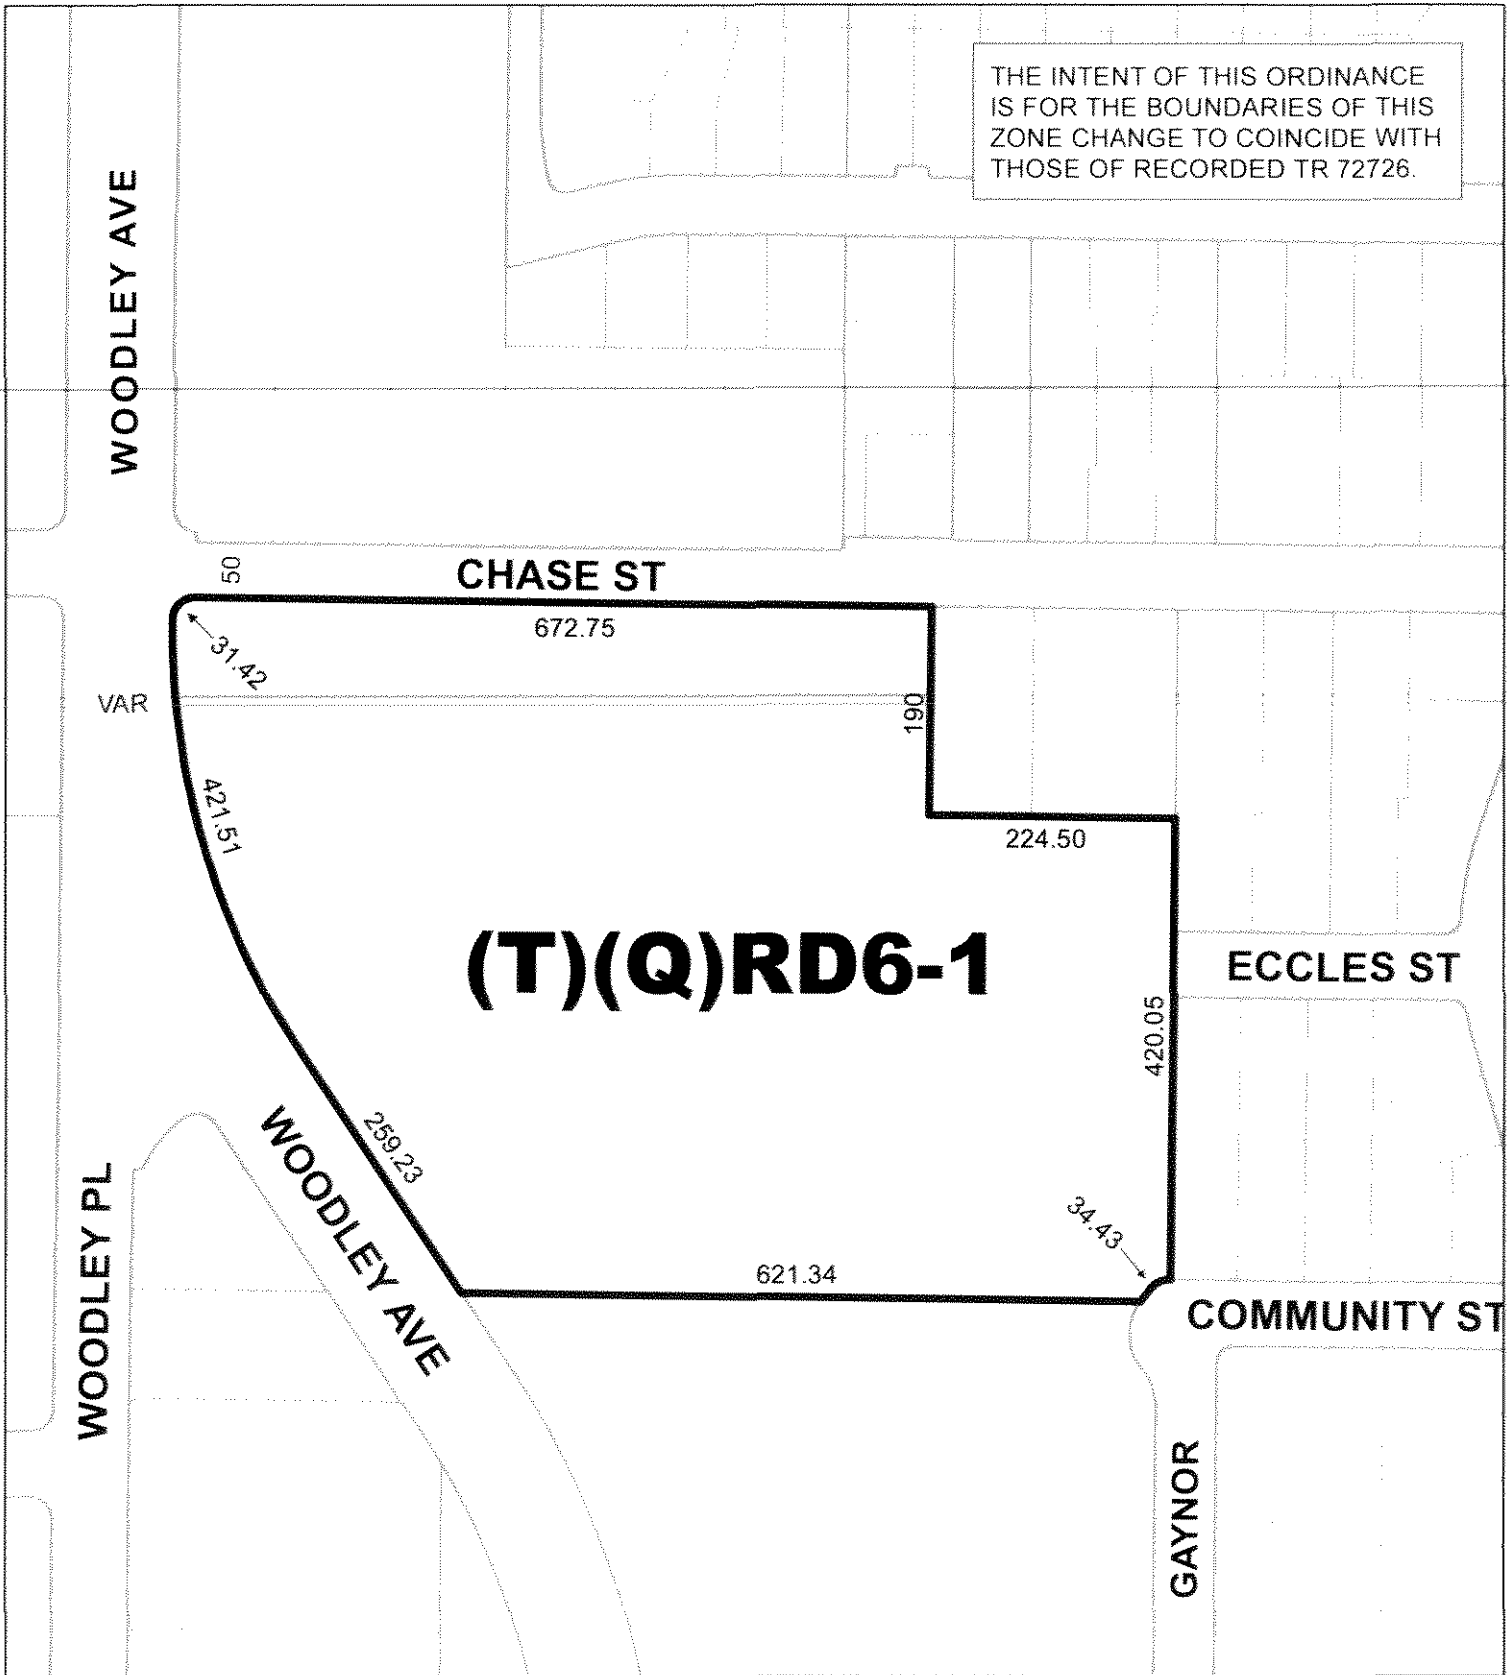 THE INTENT OF THIS ORDINANCE
IS FOR THE BOUNDARIES OF THIS
ZONE CHANGE TO COINCIDE WITH
THOSE OF RECORDED TR 72726.
WOODLEY AVE
50
CHASE ST
672.75
31.42
VAR
190
421.51
224.50
(T)(Q)RD6-1
ECCLES ST
420.05
259.23
WOODLEY AVE
WOODLEY PL
34.43
621.34
COMMUNITY ST
GAYNOR